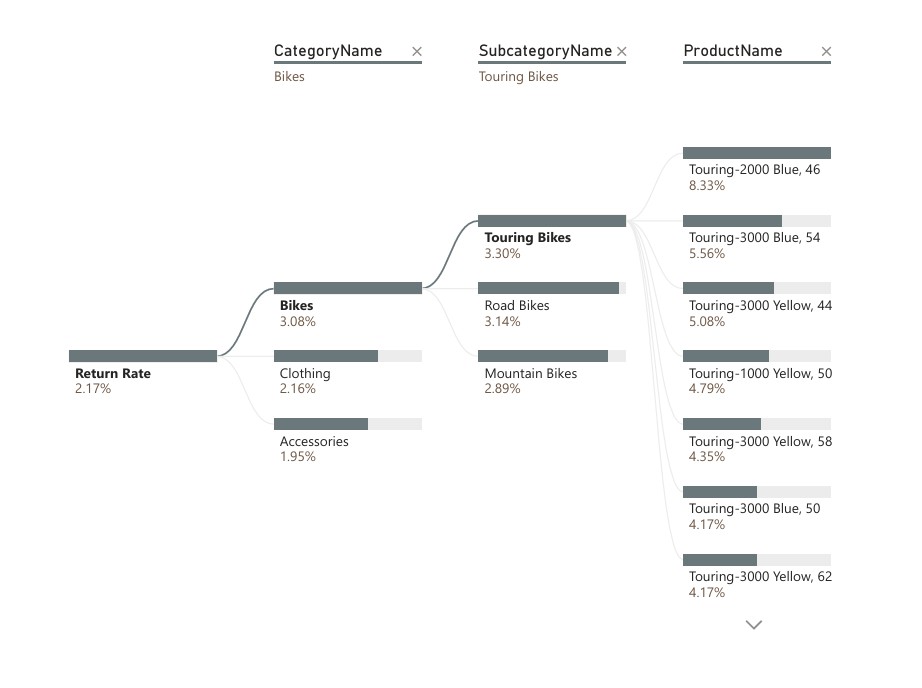 CategoryName ×
Bikes
SubcategoryName ×
Touring Bikes
ProductName ×
Return Rate
2.17%
Bikes
3.08%
Clothing
2.16%
Accessories
1.95%
Touring Bikes
3.30%
Road Bikes
3.14%
Mountain Bikes
2.89%
Touring-2000 Blue, 46
8.33%
Touring-3000 Blue, 54
5.56%
Touring-3000 Yellow, 44
5.08%
Touring-1000 Yellow, 50
4.79%
Touring-3000 Yellow, 58
4.35%
Touring-3000 Blue, 50
4.17%
Touring-3000 Yellow, 62
4.17%